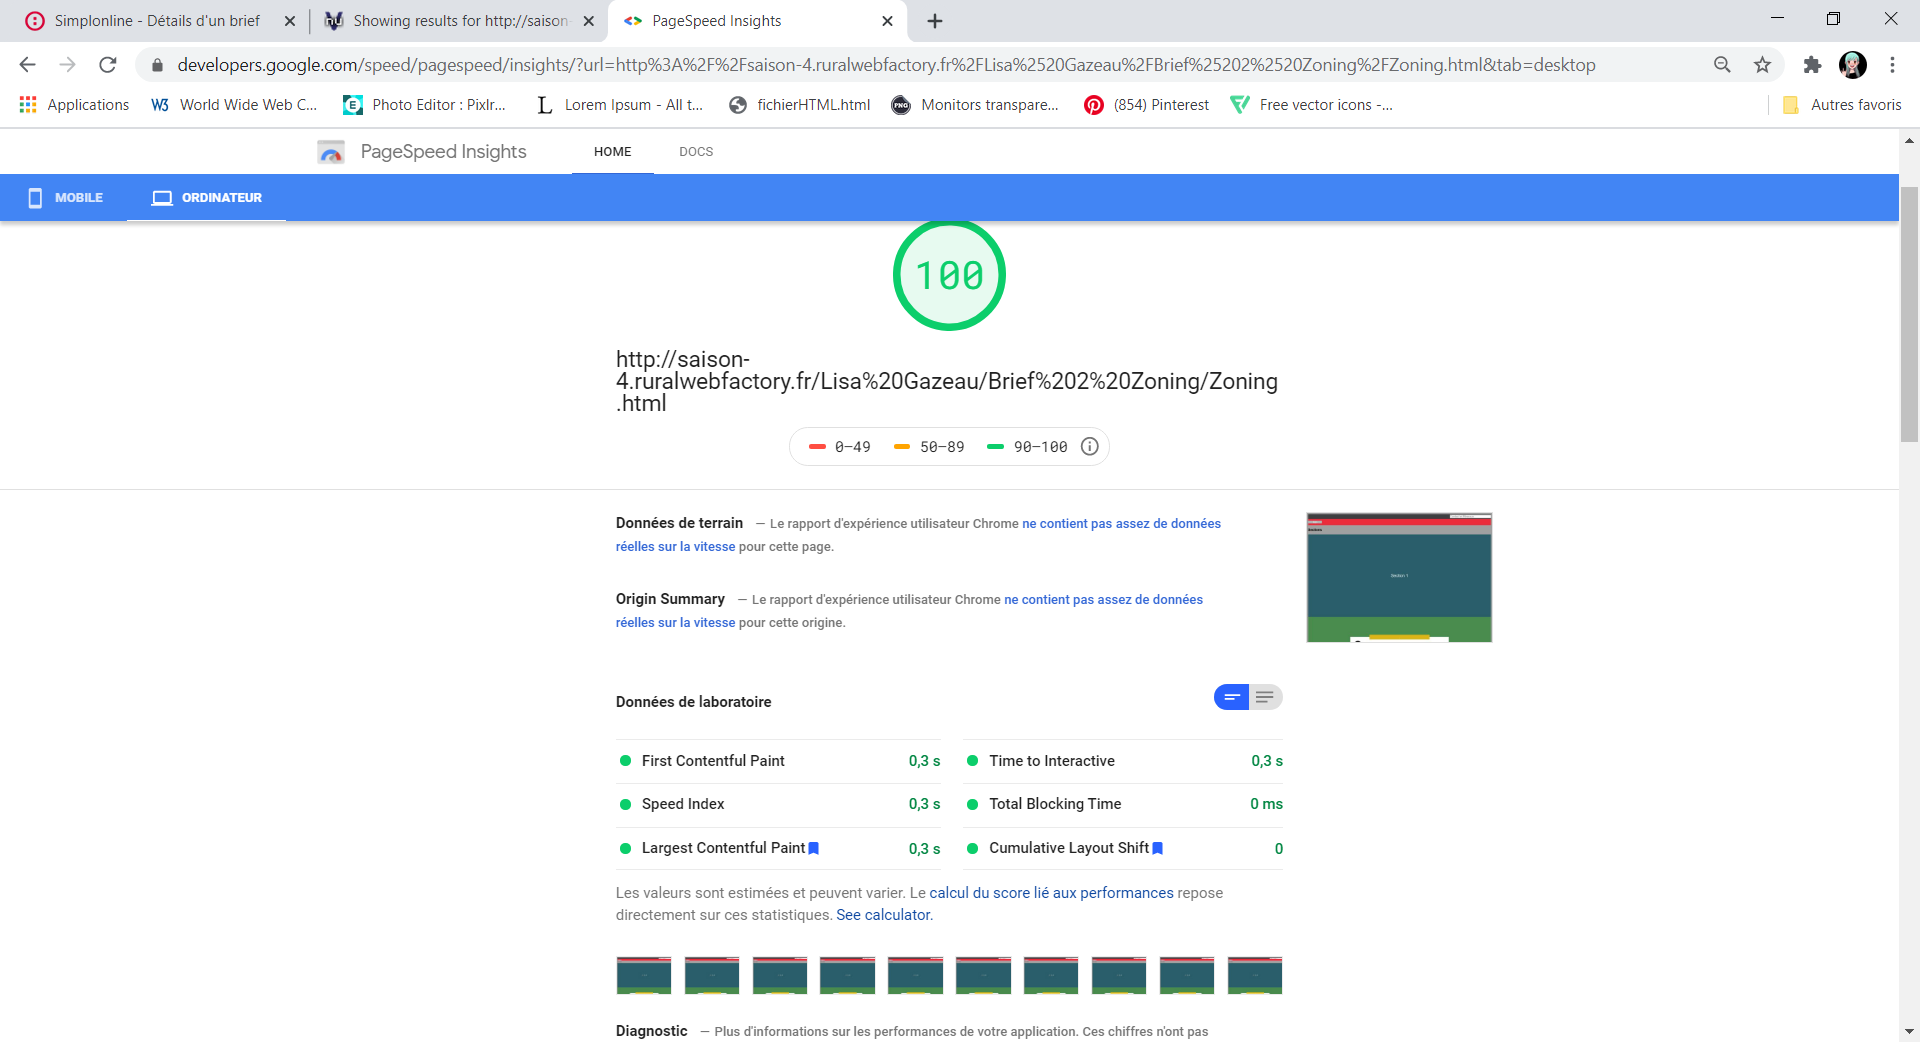 Simplonline - Détails d'un brief
Showing results for http://saison-
PageSpeed Insights
developers.google.com/speed/pagespeed/insights/?url=http%3A%2F%2Fsaison-4.ruralwebfactory.fr%2FLisa%2520Gazeau%2FBrief%25202%2520Zoning%2FZoning.html&tab=desktop
Applications
W3 World Wide Web C...
Photo Editor : Pixlr...
L Lorem Ipsum - All t...
fichierHTML.html
PNG Monitors transpare...
(854) Pinterest
Free vector icons -...
Autres favoris
PageSpeed Insights
HOME
DOCS
MOBILE
ORDINATEUR
100
http://saison-
4.ruralwebfactory.fr/Lisa%20Gazeau/Brief%202%20Zoning/Zoning
.html
0–49 50–89 90–100
Données de terrain — Le rapport d'expérience utilisateur Chrome ne contient pas assez de données
réelles sur la vitesse pour cette page.
Section 1
Origin Summary — Le rapport d'expérience utilisateur Chrome ne contient pas assez de données
réelles sur la vitesse pour cette origine.
Données de laboratoire
First Contentful Paint 0,3 s
Time to Interactive 0,3 s
Speed Index 0,3 s
Total Blocking Time 0 ms
Largest Contentful Paint 0,3 s
Cumulative Layout Shift 0
Les valeurs sont estimées et peuvent varier. Le calcul du score lié aux performances repose
directement sur ces statistiques. See calculator.
Diagnostic — Plus d'informations sur les performances de votre application. Ces chiffres n'ont pas